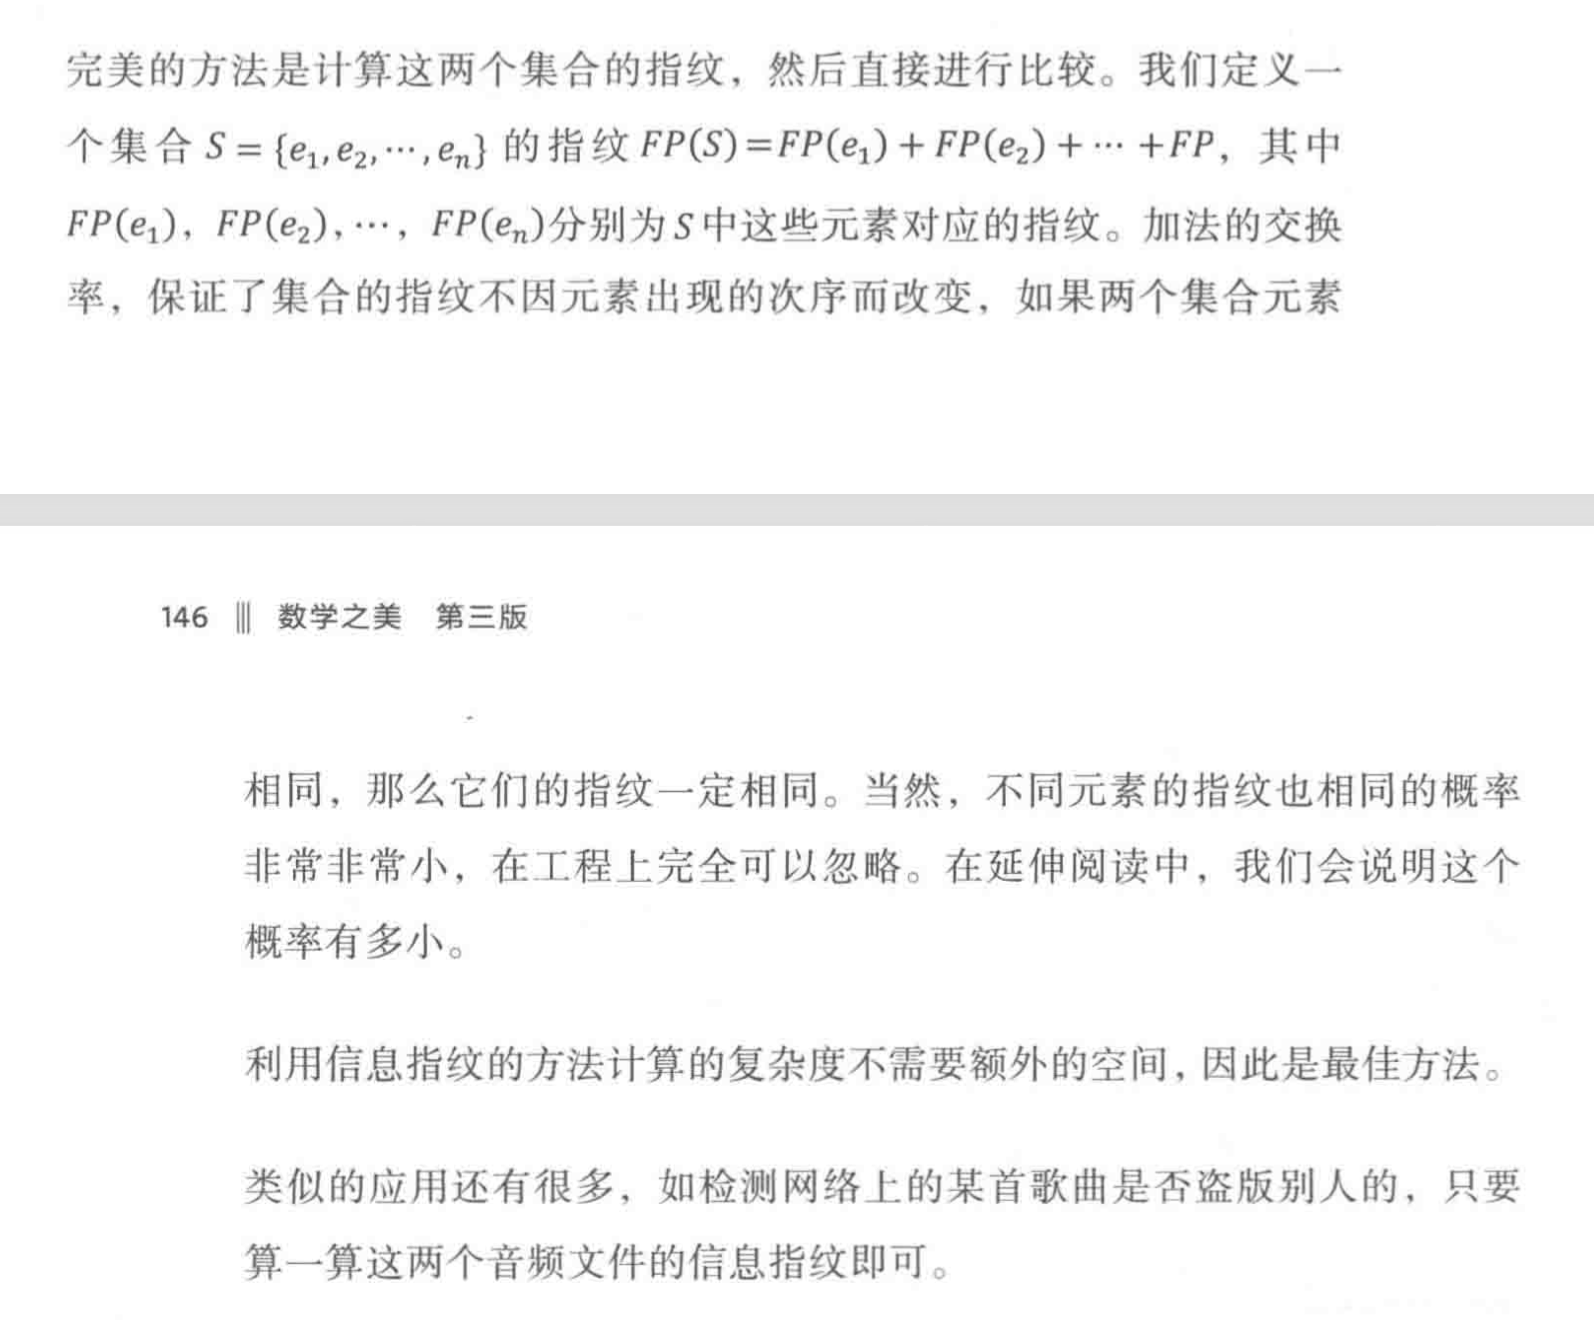 完美的方法是计算这两个集合的指纹，然后直接进行比较。我们定义一
个集合 S = {e₁, e₂, ⋯, eₙ} 的指纹 FP(S)=FP(e₁) + FP(e₂) + ⋯ +FP，其中
FP(e₁)，FP(e₂)，⋯，FP(eₙ)分别为 S 中这些元素对应的指纹。加法的交换
率，保证了集合的指纹不因元素出现的次序而改变，如果两个集合元素
146 ||| 数学之美 第三版
相同，那么它们的指纹一定相同。当然，不同元素的指纹也相同的概率
非常非常小，在工程上完全可以忽略。在延伸阅读中，我们会说明这个
概率有多小。
利用信息指纹的方法计算的复杂度不需要额外的空间，因此是最佳方法。
类似的应用还有很多，如检测网络上的某首歌曲是否盗版别人的，只要
算一算这两个音频文件的信息指纹即可。